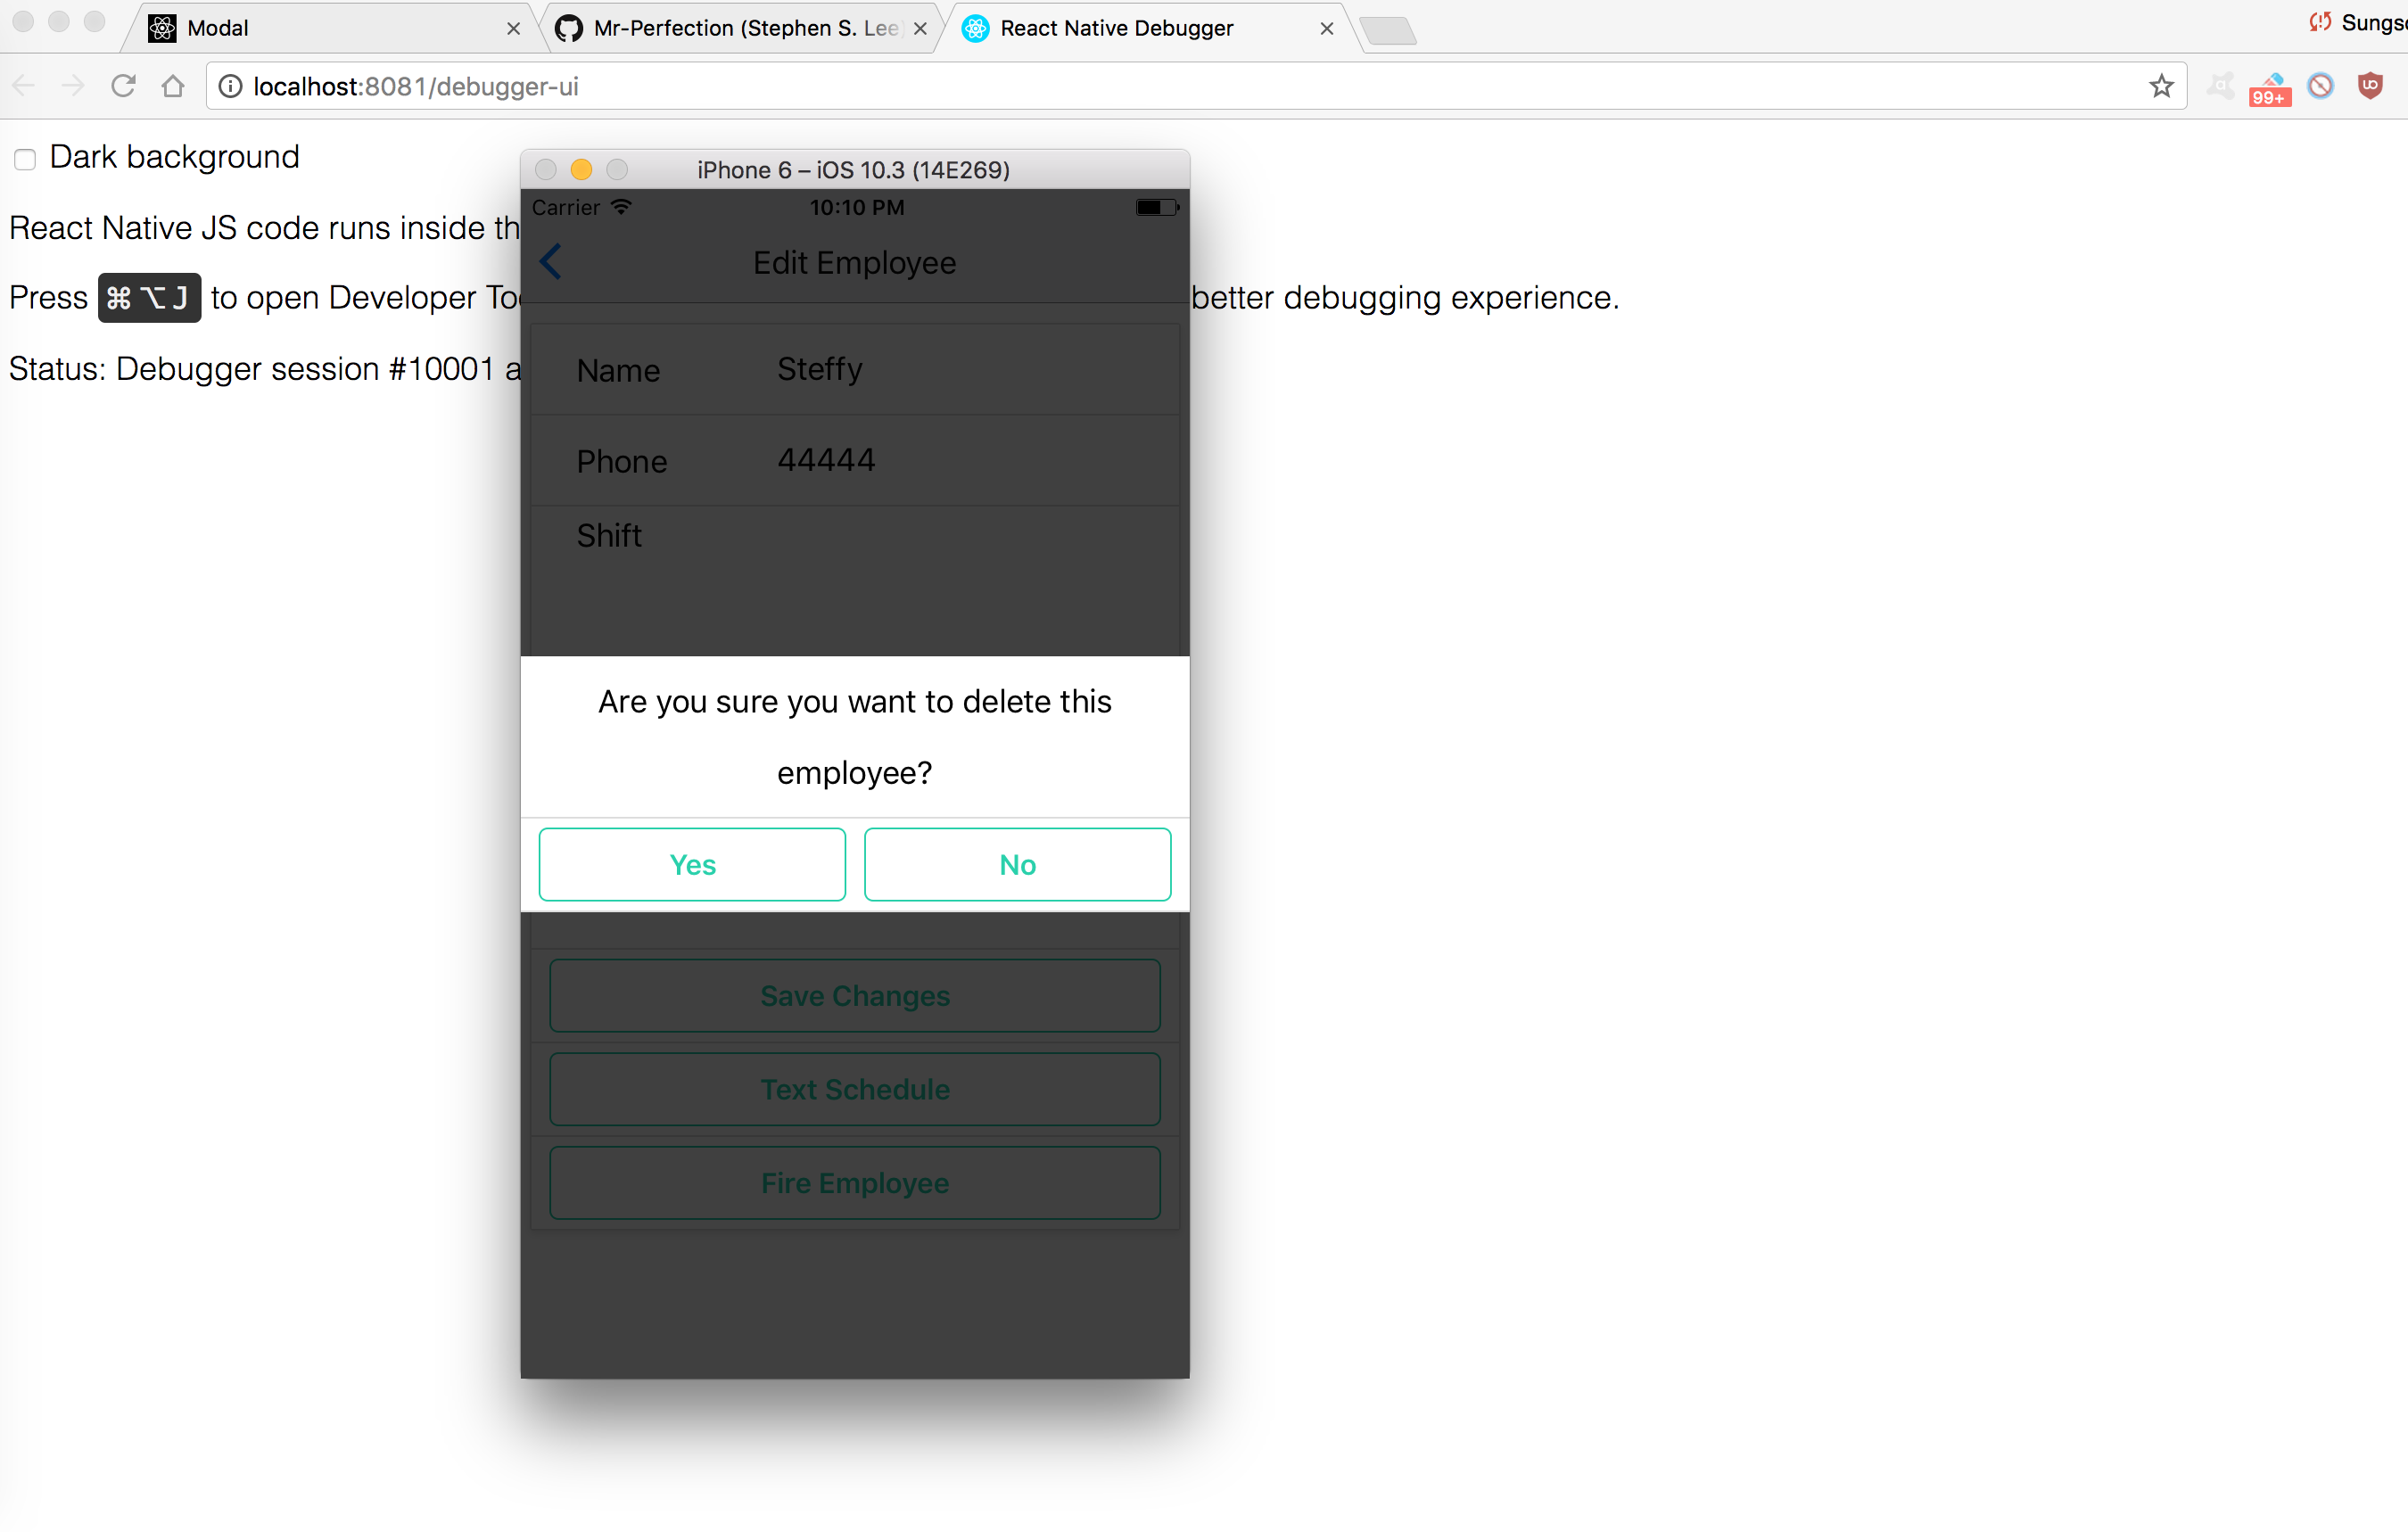 Modal
Mr-Perfection (Stephen S. Lee)
React Native Debugger
Sungs
localhost:8081/debugger-ui
99+
Dark background
React Native JS code runs inside th
Press ⌘⌥J to open Developer Too
better debugging experience.
Status: Debugger session #10001 a
iPhone 6 – iOS 10.3 (14E269)
Carrier
10:10 PM
Edit Employee
Name Steffy
Phone 44444
Shift
Are you sure you want to delete this
employee?
Yes No
Save Changes
Text Schedule
Fire Employee